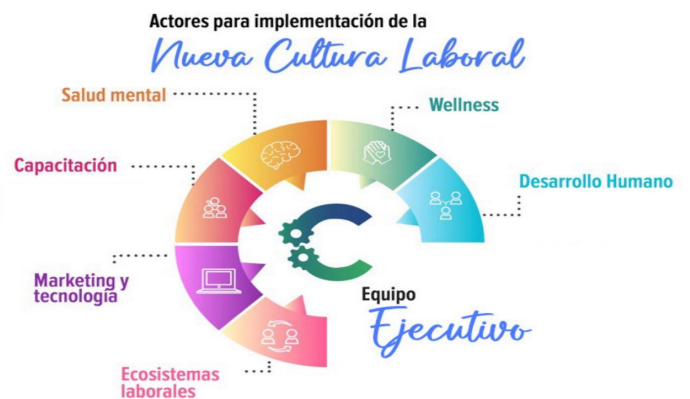 Actores para implementación de la
Nueva Cultura Laboral
Salud mental
Wellness
Capacitación
Desarrollo Humano
Marketing y
tecnología
Equipo
Ejecutivo
Ecosistemas
laborales